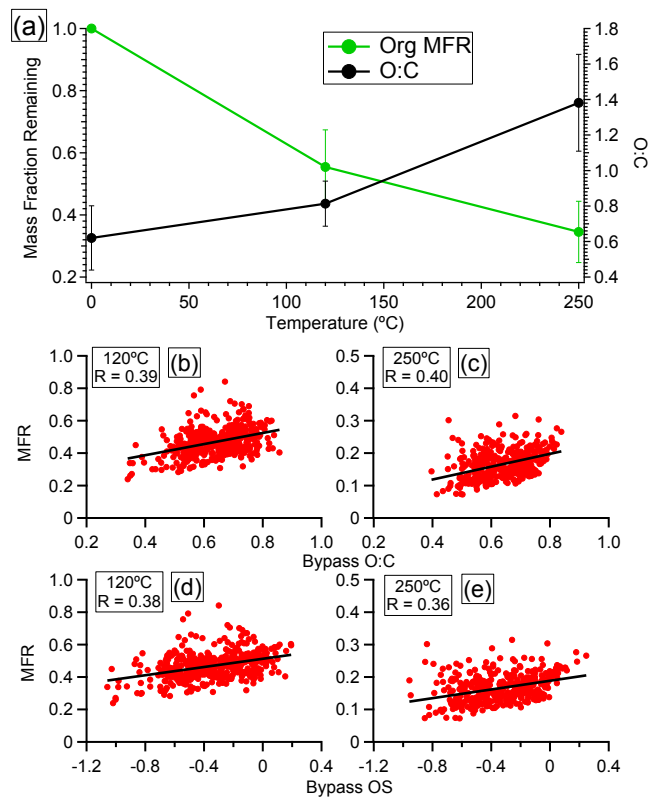 (a)
Org MFR
O:C
1.0
0.8
0.6
0.4
0.2
Mass Fraction Remaining
1.8
1.6
1.4
1.2
1.0
0.8
0.6
0.4
O:C
0 50 100 150 200 250
Temperature (ºC)
120ºC
R = 0.39
(b)
1.0
0.8
0.6
0.4
0.2
0
MFR
0.2 0.4 0.6 0.8 1.0
250ºC
R = 0.40
(c)
0.5
0.4
0.3
0.2
0.1
0
0.2 0.4 0.6 0.8 1.0
Bypass O:C
120ºC
R = 0.38
(d)
1.0
0.8
0.6
0.4
0.2
0
MFR
-1.2 -0.8 -0.4 0 0.4
250ºC
R = 0.36
(e)
0.5
0.4
0.3
0.2
0.1
0
-1.2 -0.8 -0.4 0 0.4
Bypass OS